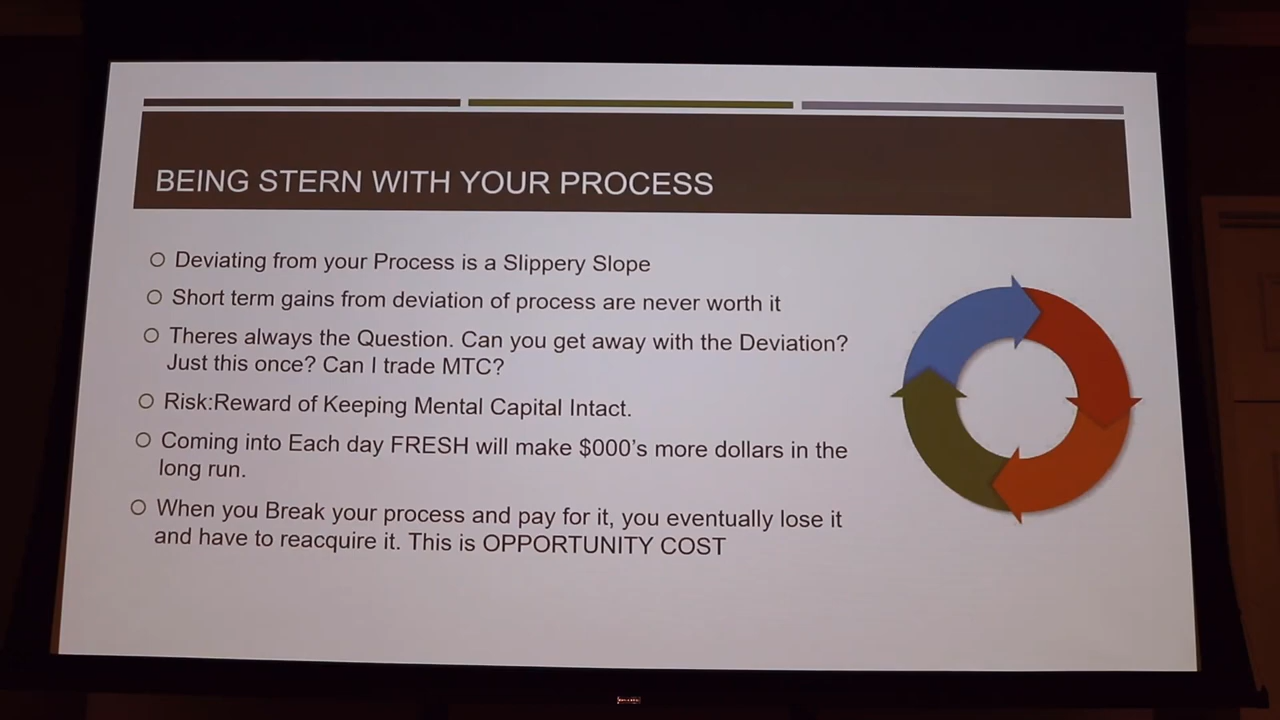 BEING STERN WITH YOUR PROCESS
Deviating from your Process is a Slippery Slope
Short term gains from deviation of process are never worth it
Theres always the Question. Can you get away with the Deviation?
Just this once? Can I trade MTC?
Risk:Reward of Keeping Mental Capital Intact.
Coming into Each day FRESH will make $000's more dollars in the
long run.
When you Break your process and pay for it, you eventually lose it
and have to reacquire it. This is OPPORTUNITY COST